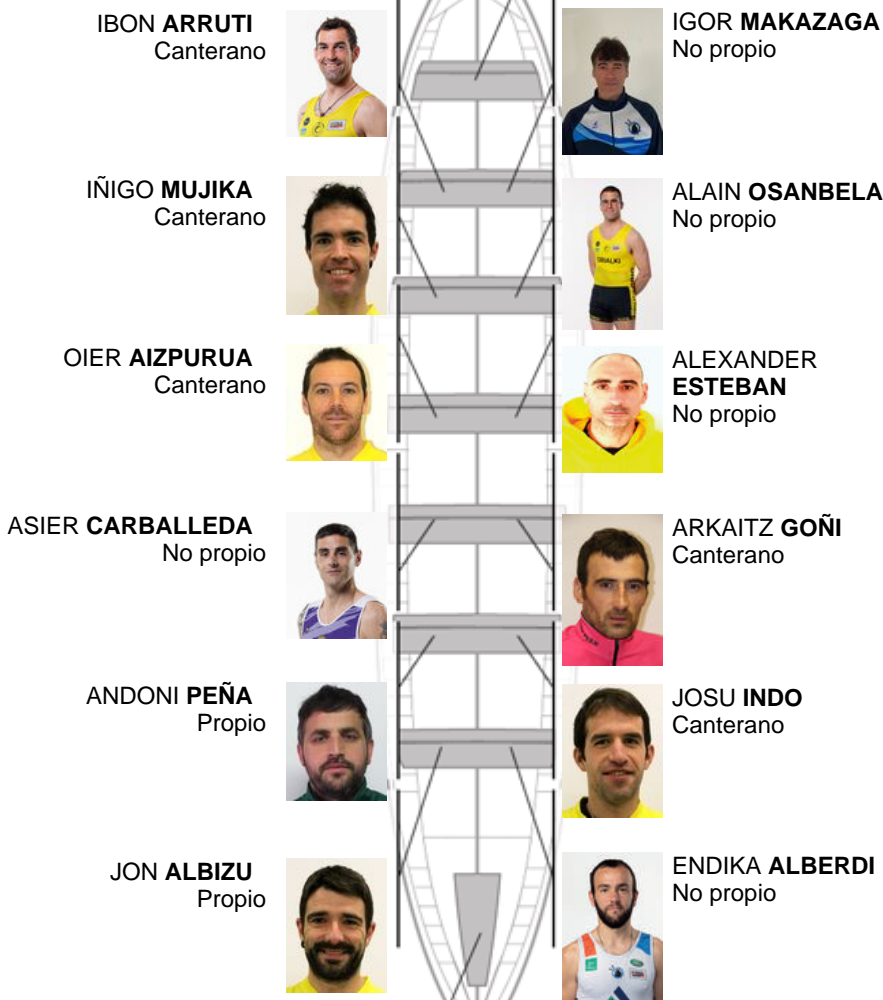 IBON ARRUTI
Canterano
IGOR MAKAZAGA
No propio
IÑIGO MUJIKA
Canterano
ALAIN OSANBELA
No propio
OIER AIZPURUA
Canterano
ALEXANDER
ESTEBAN
No propio
ASIER CARBALLEDA
No propio
ARKAITZ GOÑI
Canterano
ANDONI PEÑA
Propio
JOSU INDO
Canterano
JON ALBIZU
Propio
ENDIKA ALBERDI
No propio